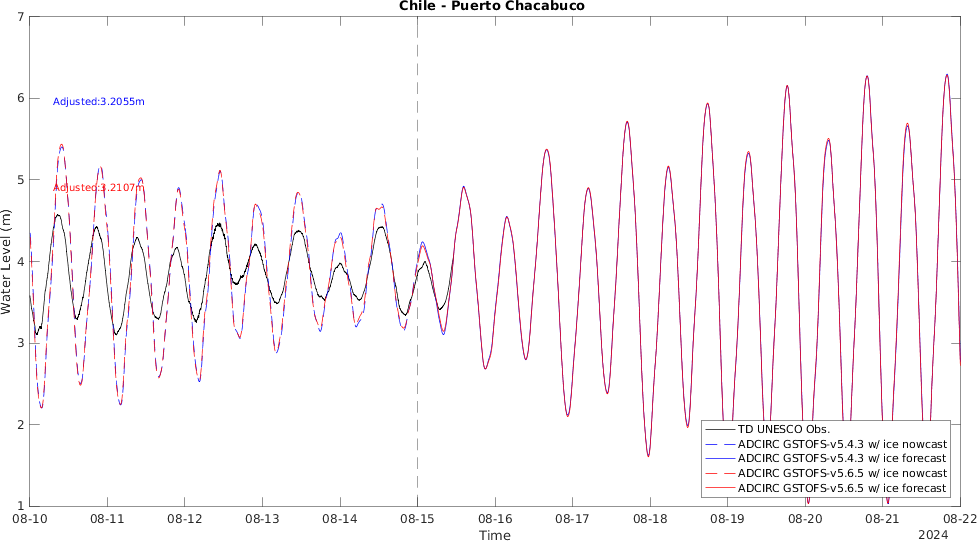 Chile - Puerto Chacabuco
7
6
5
4
3
2
1
Water Level (m)
Adjusted:3.2055m
Adjusted:3.2107m
TD UNESCO Obs.
ADCIRC GSTOFS-v5.4.3 w/ ice nowcast
ADCIRC GSTOFS-v5.4.3 w/ ice forecast
ADCIRC GSTOFS-v5.6.5 w/ ice nowcast
ADCIRC GSTOFS-v5.6.5 w/ ice forecast
08-10 08-11 08-12 08-13 08-14 08-15 08-16 08-17 08-18 08-19 08-20 08-21 08-22
Time
2024